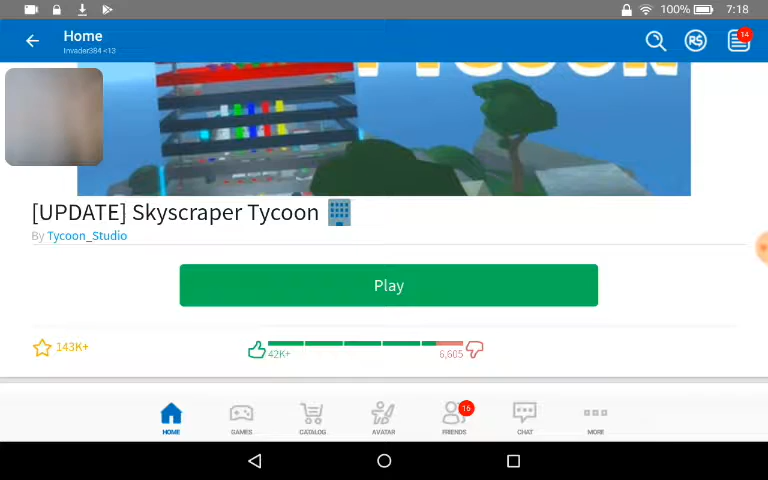 100% 7:18
Home
Invader384 <13
R$ 14
TYCOON
[UPDATE] Skyscraper Tycoon
By Tycoon_Studio
Play
143K+ 42K+ 6,605
16
HOME GAMES CATALOG AVATAR FRIENDS CHAT MORE